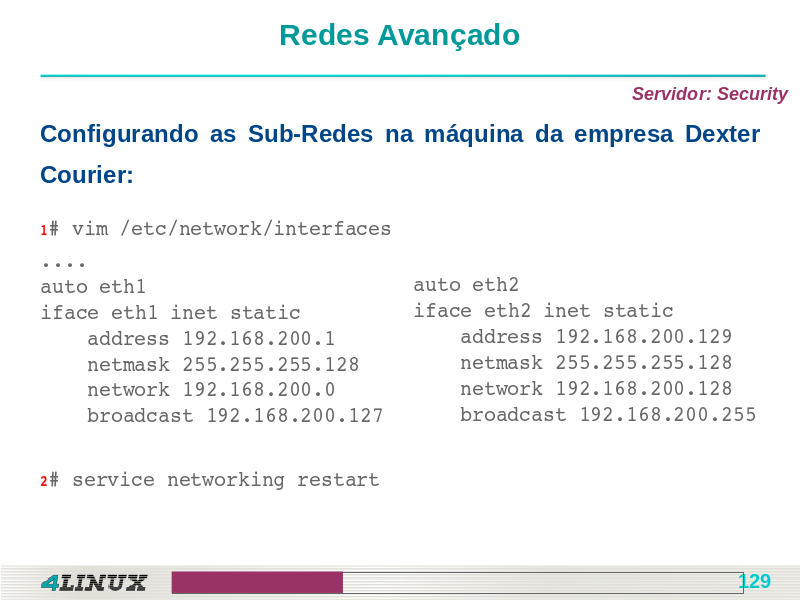 Redes Avançado
Servidor: Security
Configurando as Sub-Redes na máquina da empresa Dexter
Courier:
1# vim /etc/network/interfaces
....
auto eth1
iface eth1 inet static
address 192.168.200.1
netmask 255.255.255.128
network 192.168.200.0
broadcast 192.168.200.127
auto eth2
iface eth2 inet static
address 192.168.200.129
netmask 255.255.255.128
network 192.168.200.128
broadcast 192.168.200.255
2# service networking restart
4LINUX
129